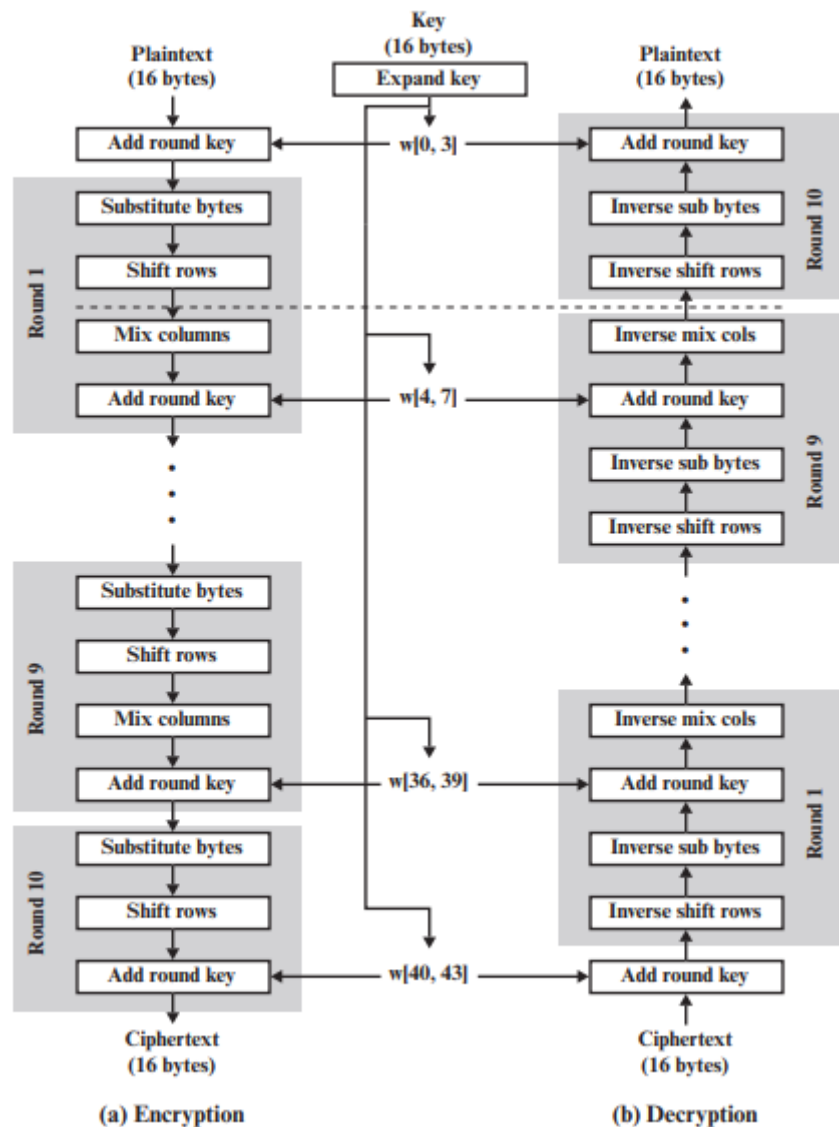 Key
(16 bytes)
Expand key
Plaintext
(16 bytes)
Add round key
Round 1
Substitute bytes
Shift rows
Mix columns
Add round key
Round 9
Substitute bytes
Shift rows
Mix columns
Add round key
Round 10
Substitute bytes
Shift rows
Add round key
Ciphertext
(16 bytes)
(a) Encryption
w[0, 3]
w[4, 7]
w[36, 39]
w[40, 43]
Plaintext
(16 bytes)
Add round key
Inverse sub bytes
Inverse shift rows
Round 10
Inverse mix cols
Add round key
Inverse sub bytes
Inverse shift rows
Round 9
Inverse mix cols
Add round key
Inverse sub bytes
Inverse shift rows
Round 1
Add round key
Ciphertext
(16 bytes)
(b) Decryption